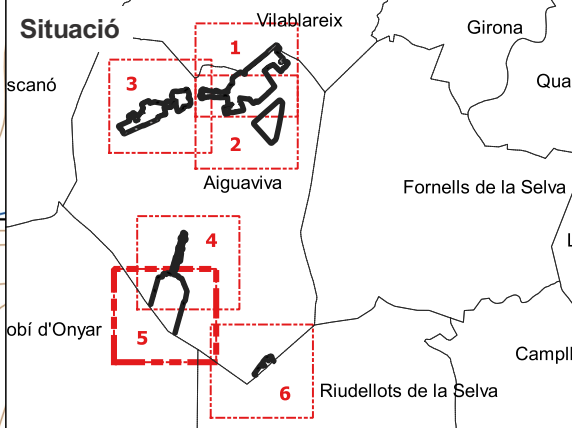 Situació
Vilablareix
Girona
1
scanó
3
Qua
2
Aiguaviva
Fornells de la Selva
4
L
obí d'Onyar
5
Campll
6
Riudellots de la Selva